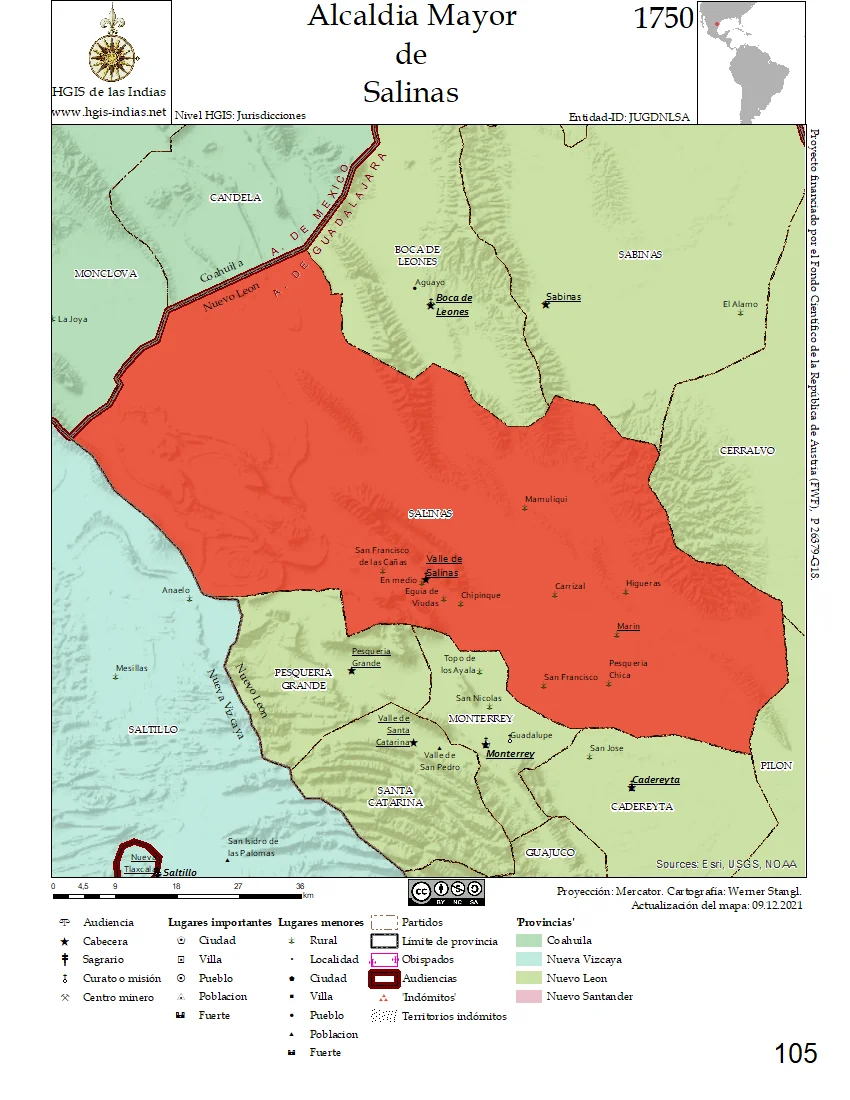 Alcaldia Mayor
de
Salinas
1750
HGIS de las Indias
www.hgis-indias.net
Nivel HGIS: Jurisdicciones
Entidad-ID: JUGDNLSA
Proyecto financiado por el Fondo Científico de la República de Austria (FWF), P 26379-G18.
CANDELA
A. DE MEXICO
A. DE GUADALAJARA
MONCLOVA
Coahuila
Nuevo Leon
BOCA DE
LEONES
SABINAS
Aguayo
Boca de
Leones
Sabinas
El Alamo
La Joya
CERRALVO
SALINAS
Mamuliqui
San Francisco
de las Cañas
Valle de
Salinas
En medio
Eguia de
Viudas
Chipinque
Carrizal
Higueras
Anaelo
Marin
Mesillas
Pesqueria
Grande
PESQUERIA
GRANDE
Topo de
los Ayala
San Francisco
Pesqueria
Chica
Nueva Vizcaya
Nuevo Leon
San Nicolas
SALTILLO
Valle de
Santa
Catarina
MONTERREY
Guadalupe
Valle de
San Pedro
Monterrey
San Jose
PILON
Cadereyta
CADEREYTA
SANTA
CATARINA
GUAJUCO
San Isidro de
las Palomas
Nueva
Tlaxcala
Saltillo
Sources: Esri, USGS, NOAA
0 4,5 9 18 27 36
km
CC BY NC SA
Proyección: Mercator. Cartografía: Werner Stangl.
Actualización del mapa: 09.12.2021
Audiencia
Cabecera
Sagrario
Curato o misión
Centro minero
Lugares importantes
Ciudad
Villa
Pueblo
Poblacion
Fuerte
Lugares menores
Rural
Localidad
Ciudad
Villa
Pueblo
Poblacion
Fuerte
Partidos
Límite de provincia
Obispados
Audiencias
'Indómitos'
Territorios indómitos
'Provincias'
Coahuila
Nueva Vizcaya
Nuevo Leon
Nuevo Santander
105